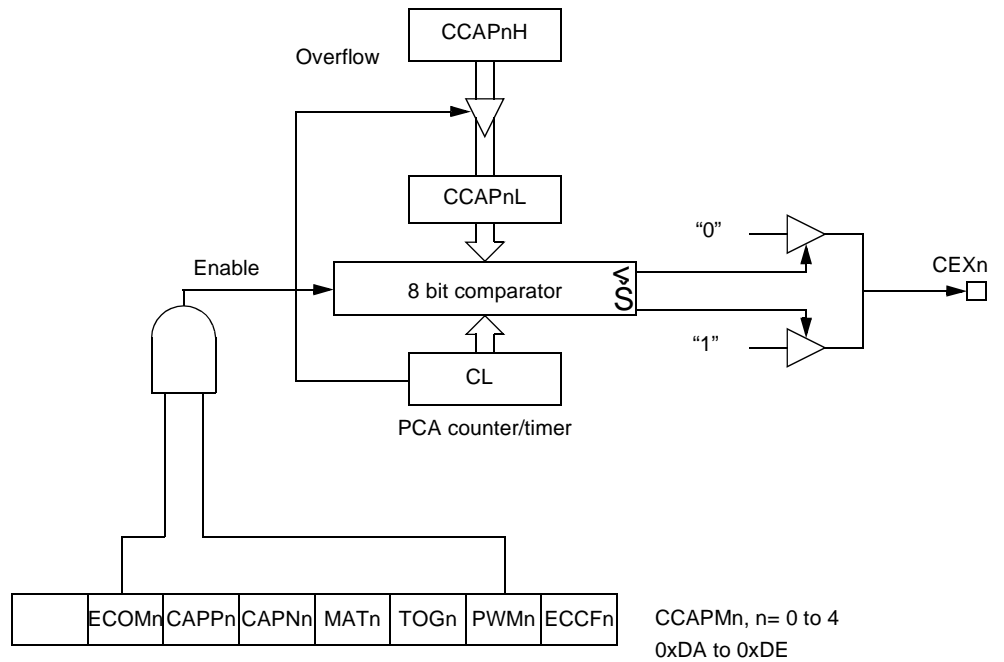 CCAPnH
Overflow
CCAPnL
“0”
Enable
8 bit comparator
CEXn
“1”
CL
PCA counter/timer
ECOMn CAPPn CAPNn MATn TOGn PWMn ECCFn
CCAPMn, n= 0 to 4
0xDA to 0xDE